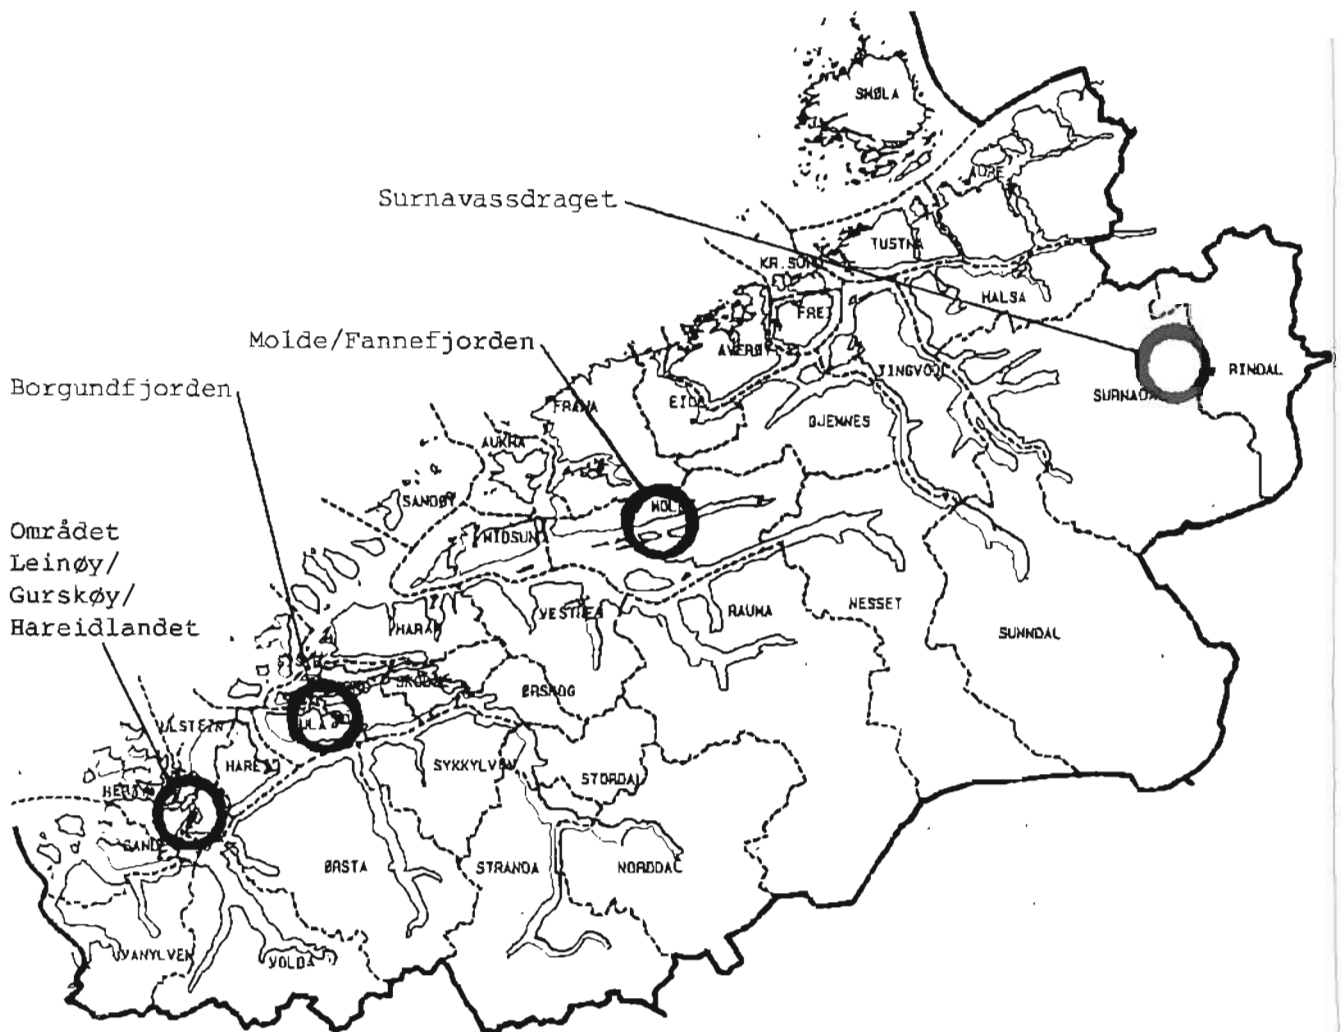 SMØLA
AURE
Surnavassdraget
TUSTNA
KR.SUND
HALSA
FREI
Molde/Fannefjorden
AVERØY
TINGVOLL
RINDAL
SURNADAL
Borgundfjorden
EIDE
FRÆNA
GJEMNES
AUKRA
SANDØY
MOLDE
Området
Leinøy/
Gurskøy/
Hareidlandet
MIDSUND
NESSET
RAUMA
VESTNES
HARAM
SUNNDAL
SKODJE
ØRSKOG
SULA
ULSTEIN
HAREID
SYKKYLVEN
STORDAL
HERØY
SANDE
ØRSTA
STRANDA
NORDDAL
VANYLVEN
VOLDA